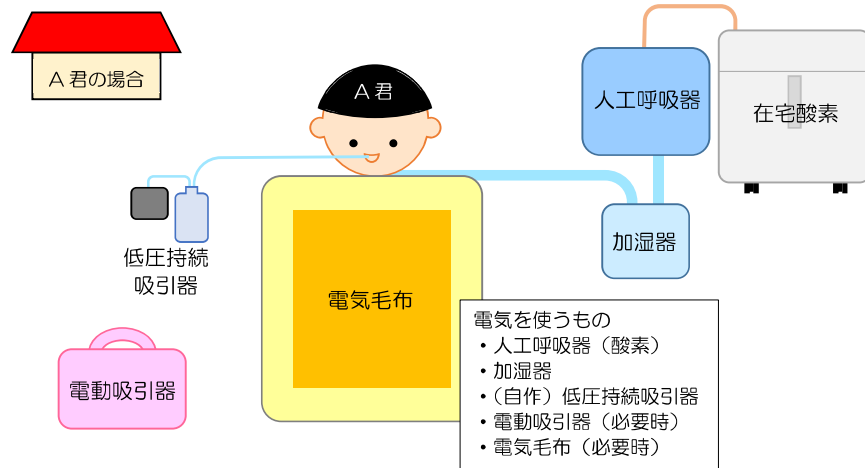 A君の場合
A君
人工呼吸器
在宅酸素
加湿器
低圧持続
吸引器
電気毛布
電動吸引器
電気を使うもの
・人工呼吸器（酸素）
・加湿器
・（自作）低圧持続吸引器
・電動吸引器（必要時）
・電気毛布（必要時）